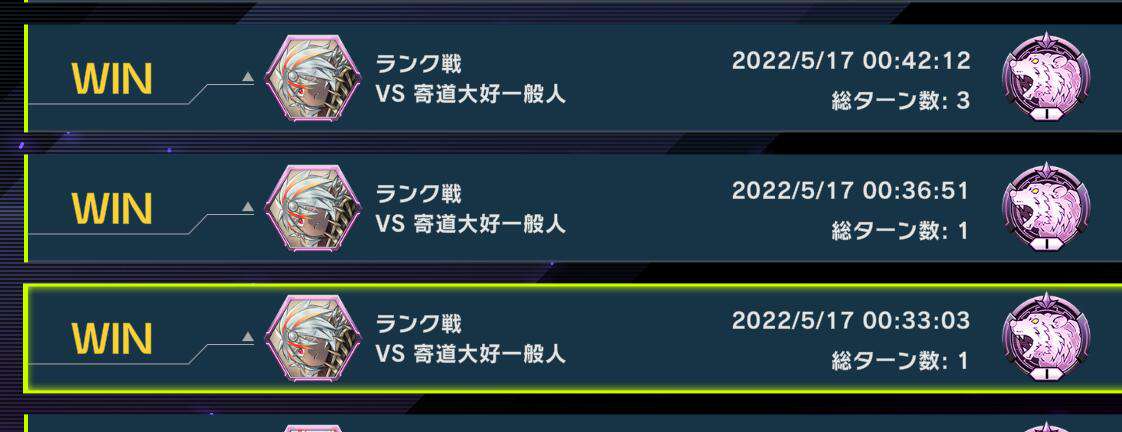 WIN
ランク戦
VS 寄道大好一般人
2022/5/17 00:42:12
総ターン数: 3
I
WIN
ランク戦
VS 寄道大好一般人
2022/5/17 00:36:51
総ターン数: 1
I
WIN
ランク戦
VS 寄道大好一般人
2022/5/17 00:33:03
総ターン数: 1
I